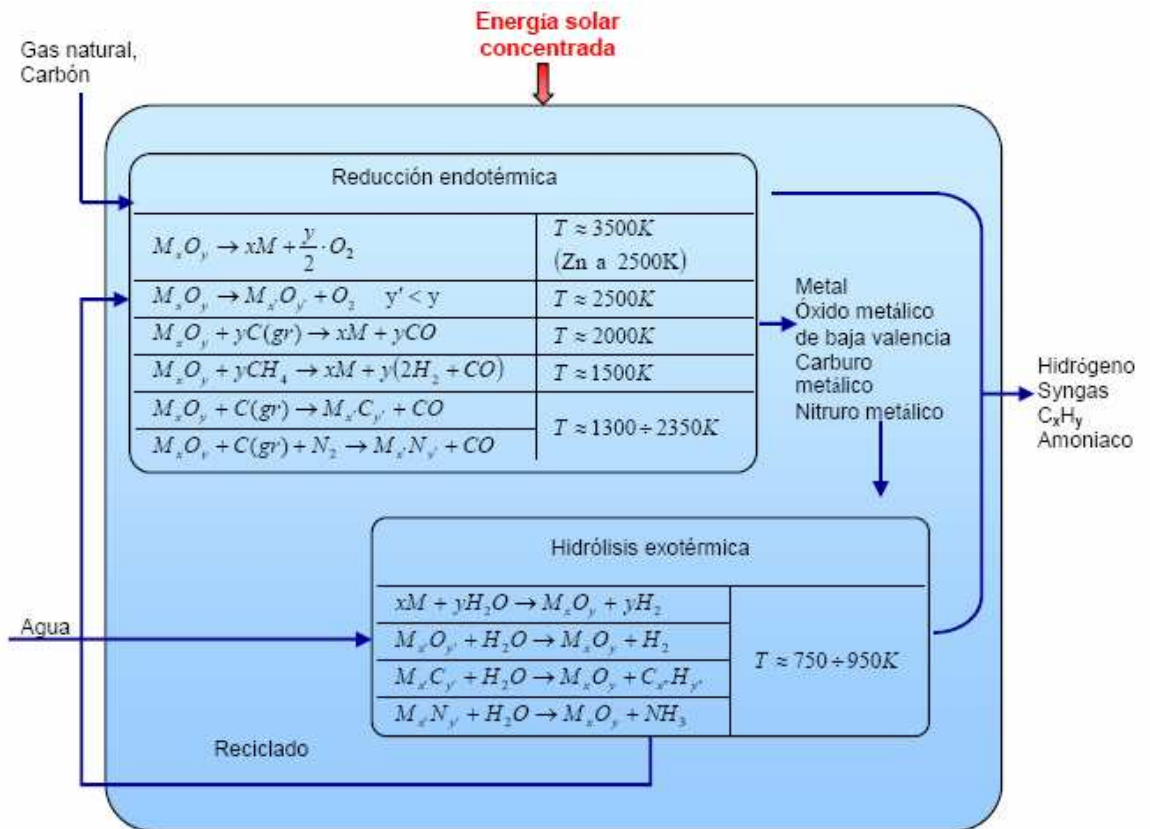 Energía solar
concentrada
Gas natural,
Carbón
Reducción endotérmica
M_xO_y → xM + y/2 · O_2
T ≈ 3500K
(Zn a 2500K)
M_xO_y → M_x'O_y' + O_2 y' < y
T ≈ 2500K
M_xO_y + yC(gr) → xM + yCO
T ≈ 2000K
M_xO_y + yCH_4 → xM + y(2H_2 + CO)
T ≈ 1500K
M_xO_y + C(gr) → M_x'C_y' + CO
T ≈ 1300 ÷ 2350K
M_xO_y + C(gr) + N_2 → M_x'N_y' + CO
Metal
Óxido metálico
de baja valencia
Carburo
metálico
Nitruro metálico
Hidrógeno
Syngas
C_xH_y
Amoniaco
Hidrólisis exotérmica
xM + yH_2O → M_xO_y + yH_2
M_x'O_y' + H_2O → M_xO_y + H_2
M_x'C_y' + H_2O → M_xO_y + C_x''H_y''
M_x'N_y' + H_2O → M_xO_y + NH_3
T ≈ 750 ÷ 950K
Agua
Reciclado